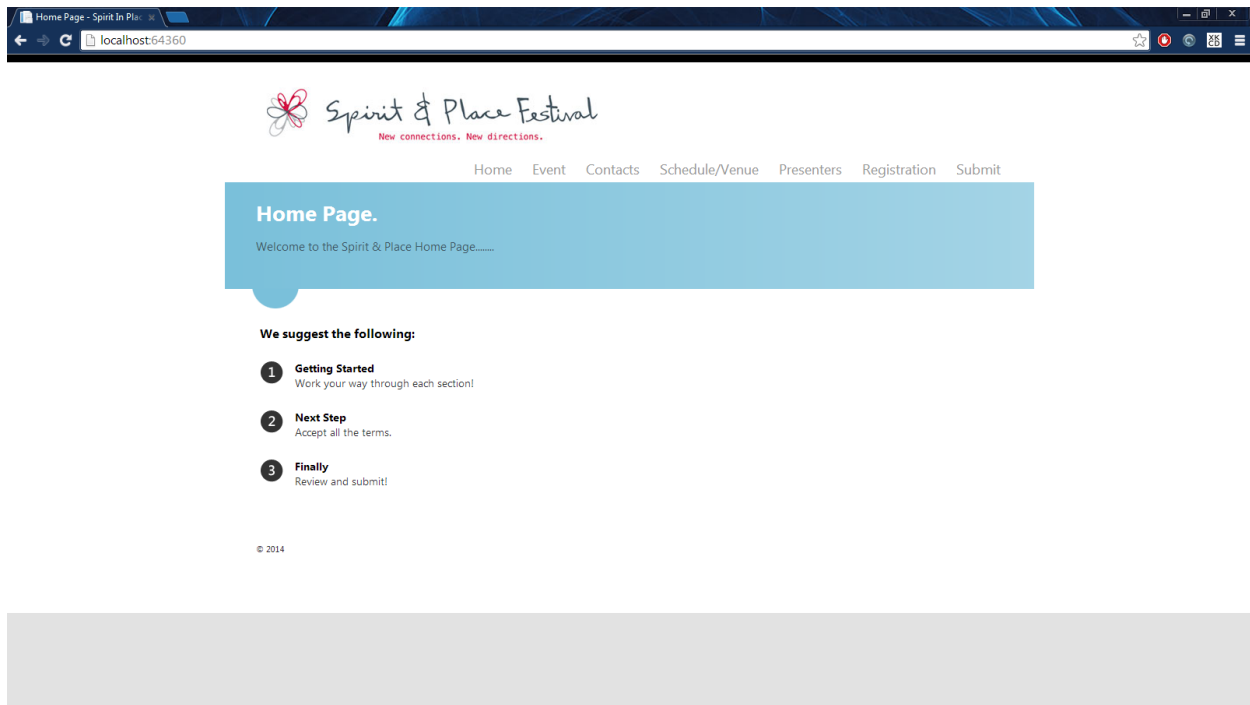 Home Page - Spirit In Plac
localhost:64360
XK
CD
Spirit & Place Festival
New connections. New directions.
Home Event Contacts Schedule/Venue Presenters Registration Submit
Home Page.
Welcome to the Spirit & Place Home Page.......
We suggest the following:
1 Getting Started
Work your way through each section!
2 Next Step
Accept all the terms.
3 Finally
Review and submit!
© 2014